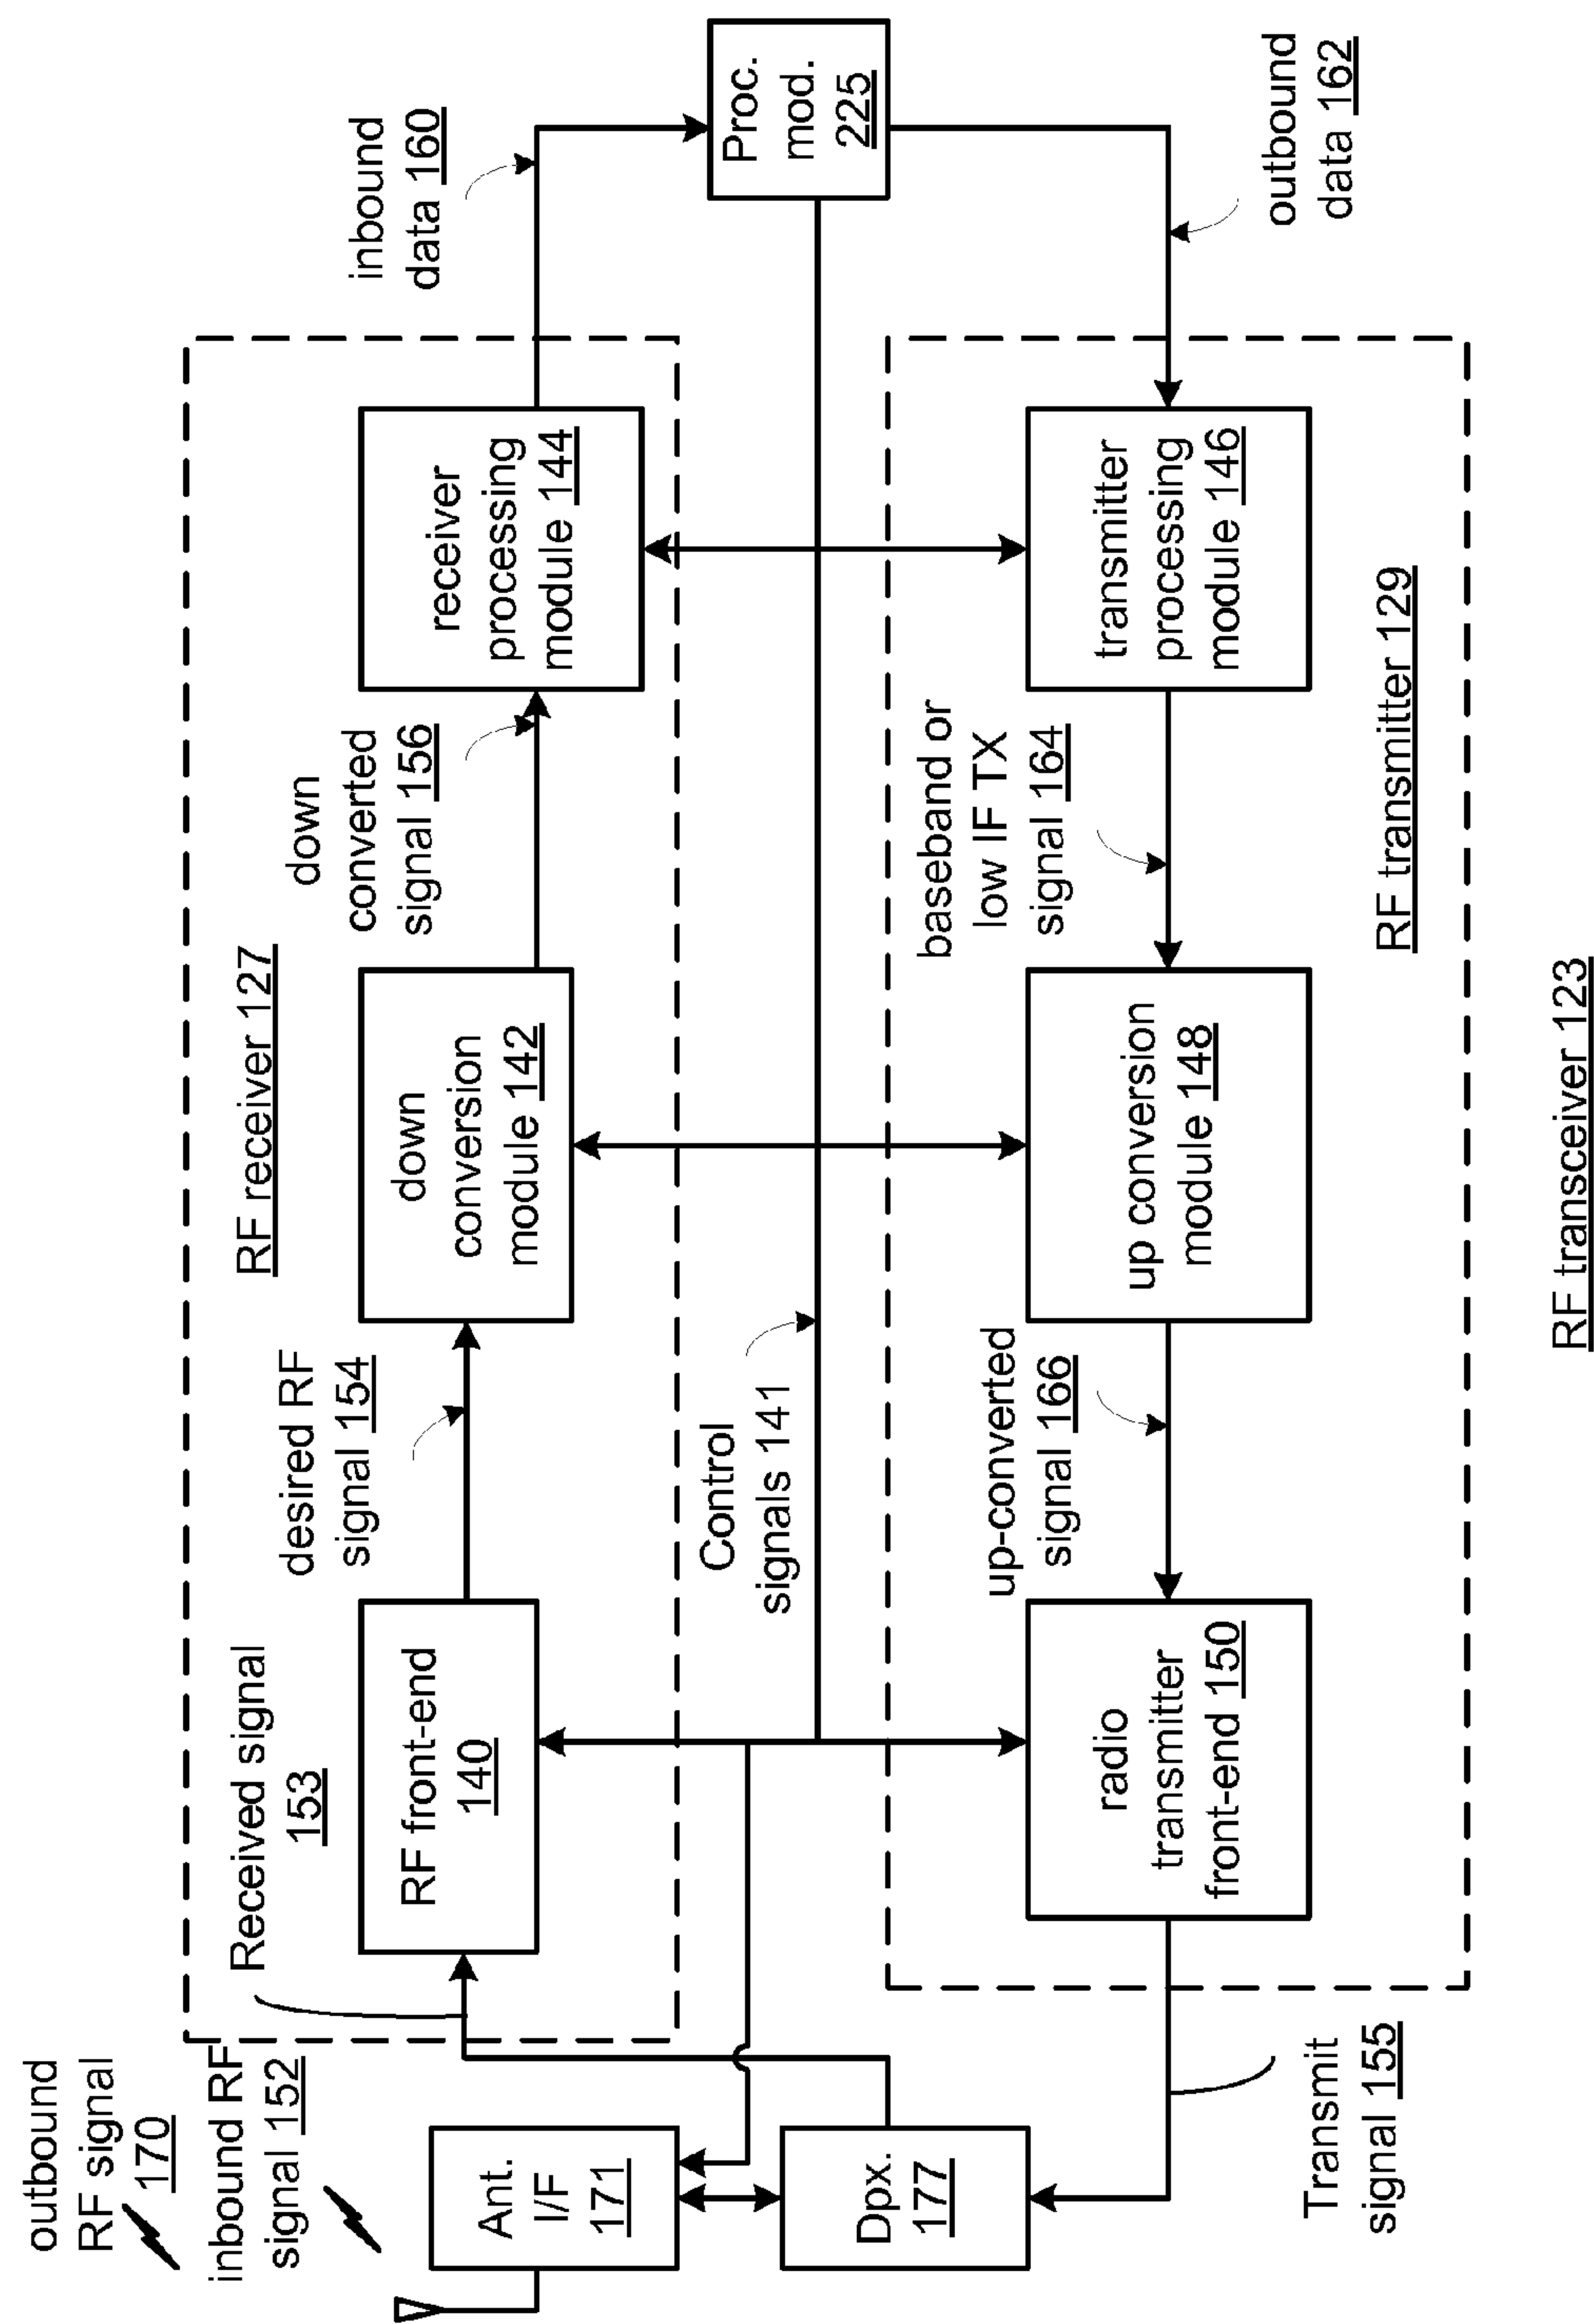 outbound
RF signal
170
inbound RF
signal 152
Ant.
I/F
171
Dpx.
177
Received signal
153
RF front-end
140
desired RF
signal 154
RF receiver 127
down
conversion
module 142
down
converted
signal 156
receiver
processing
module 144
inbound
data 160
Proc.
mod.
225
Control
signals 141
Transmit
signal 155
radio
transmitter
front-end 150
up-converted
signal 166
up conversion
module 148
baseband or
low IF TX
signal 164
transmitter
processing
module 146
outbound
data 162
RF transmitter 129
RF transceiver 123